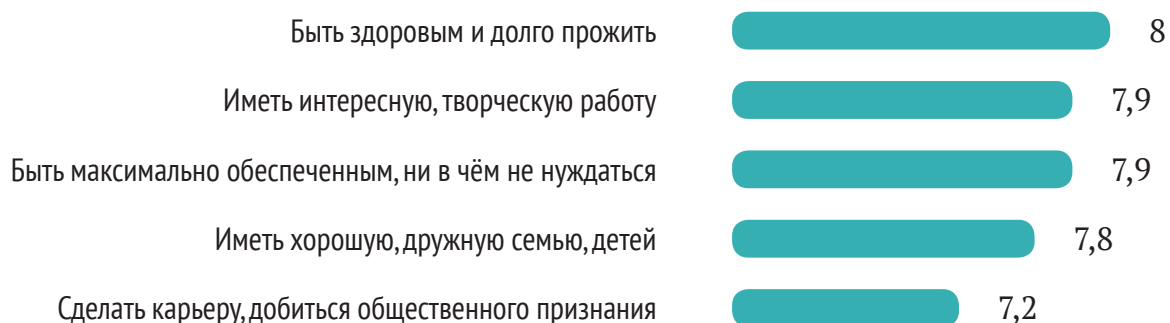 Быть здоровым и долго прожить 8
Иметь интересную, творческую работу 7,9
Быть максимально обеспеченным, ни в чём не нуждаться 7,9
Иметь хорошую, дружную семью, детей 7,8
Сделать карьеру, добиться общественного признания 7,2